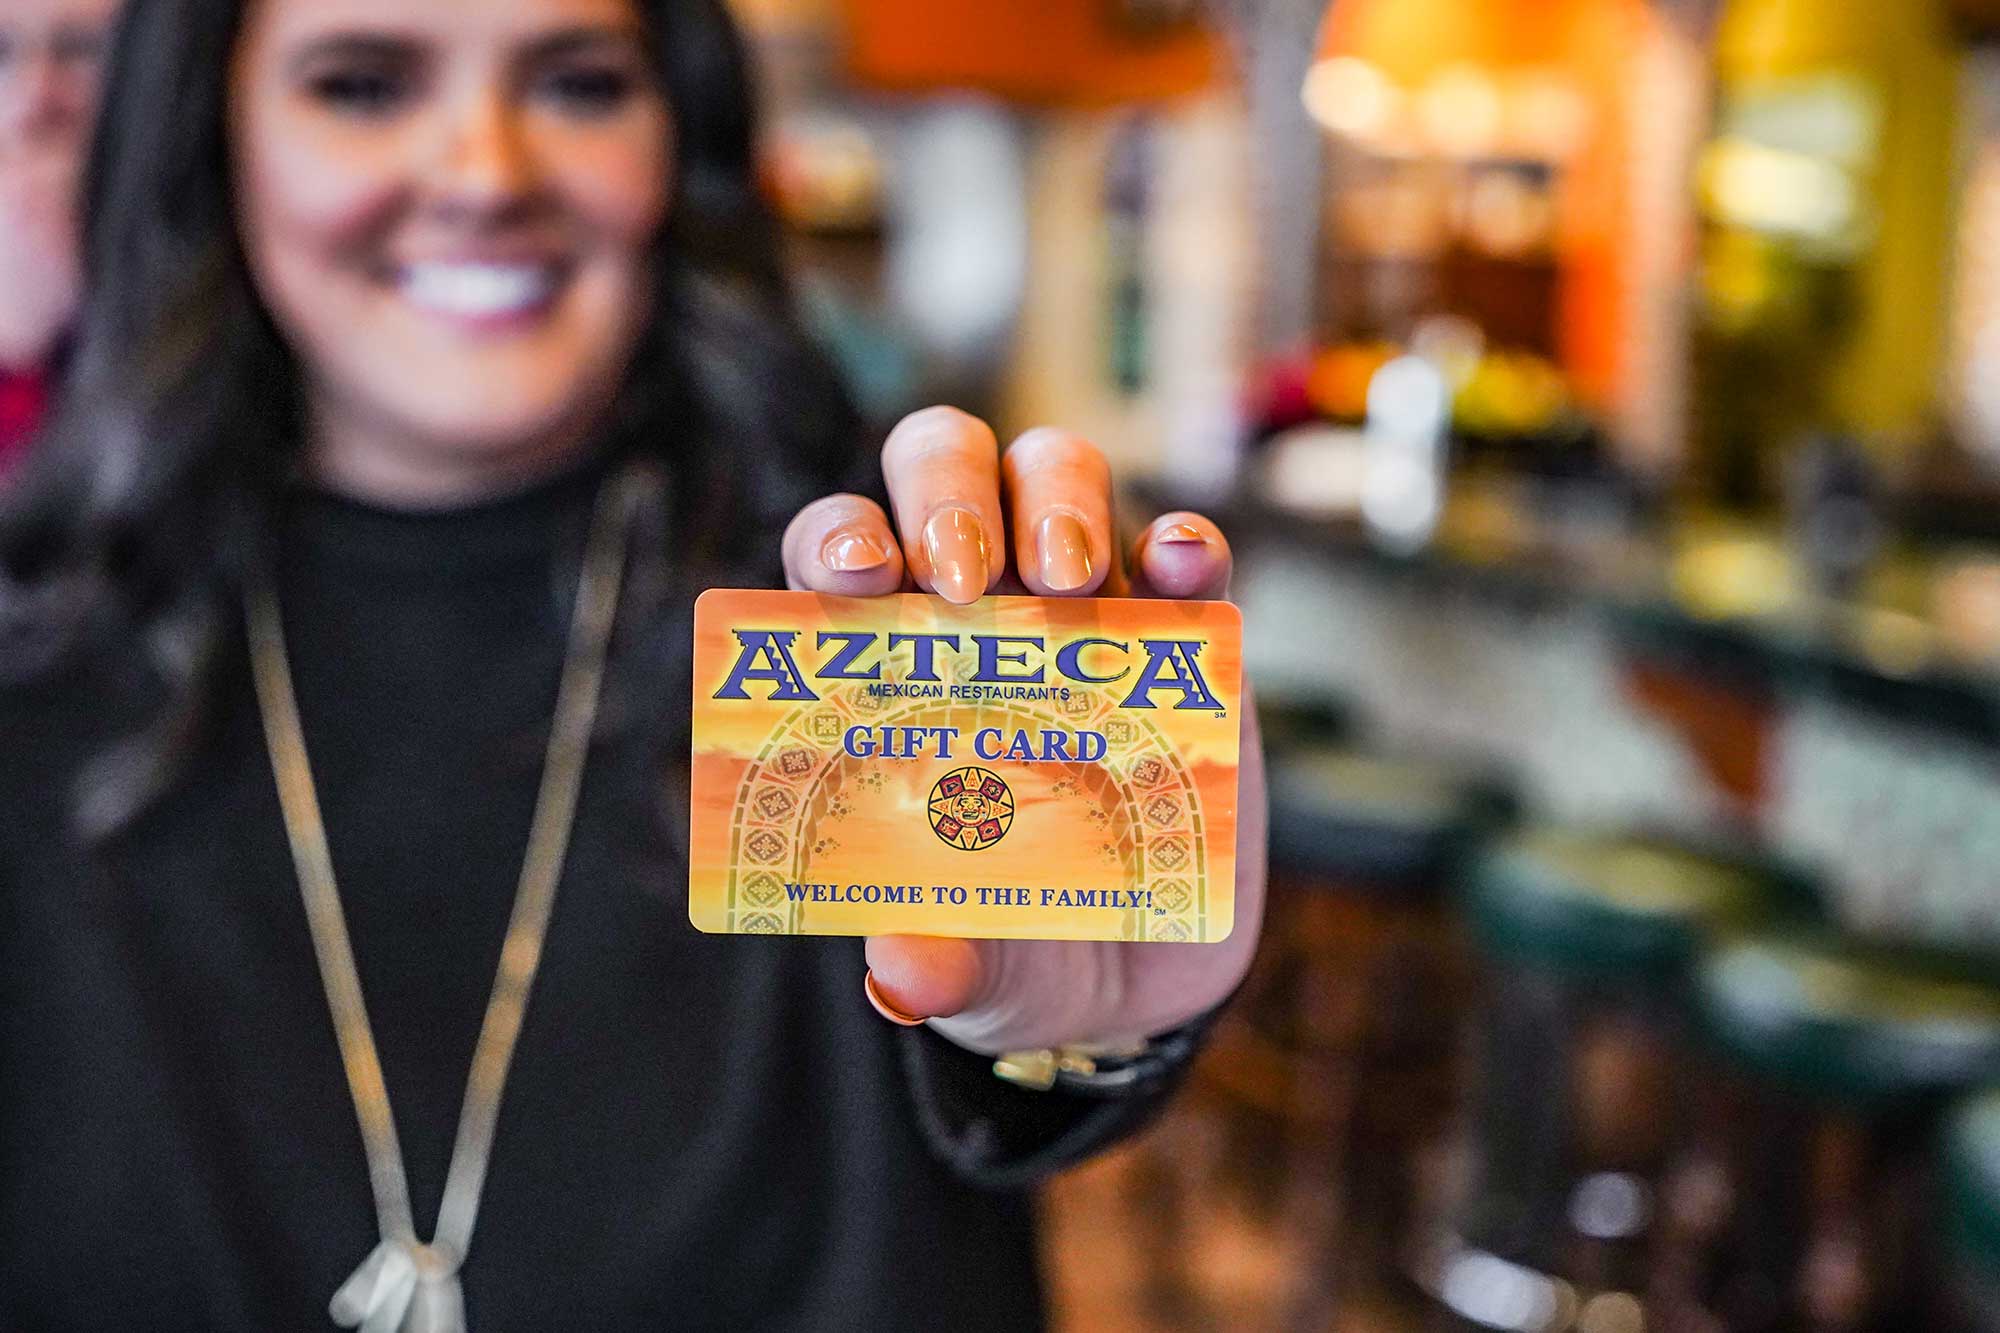 AZTECA
MEXICAN RESTAURANTS
SM
GIFT CARD
WELCOME TO THE FAMILY!
SM